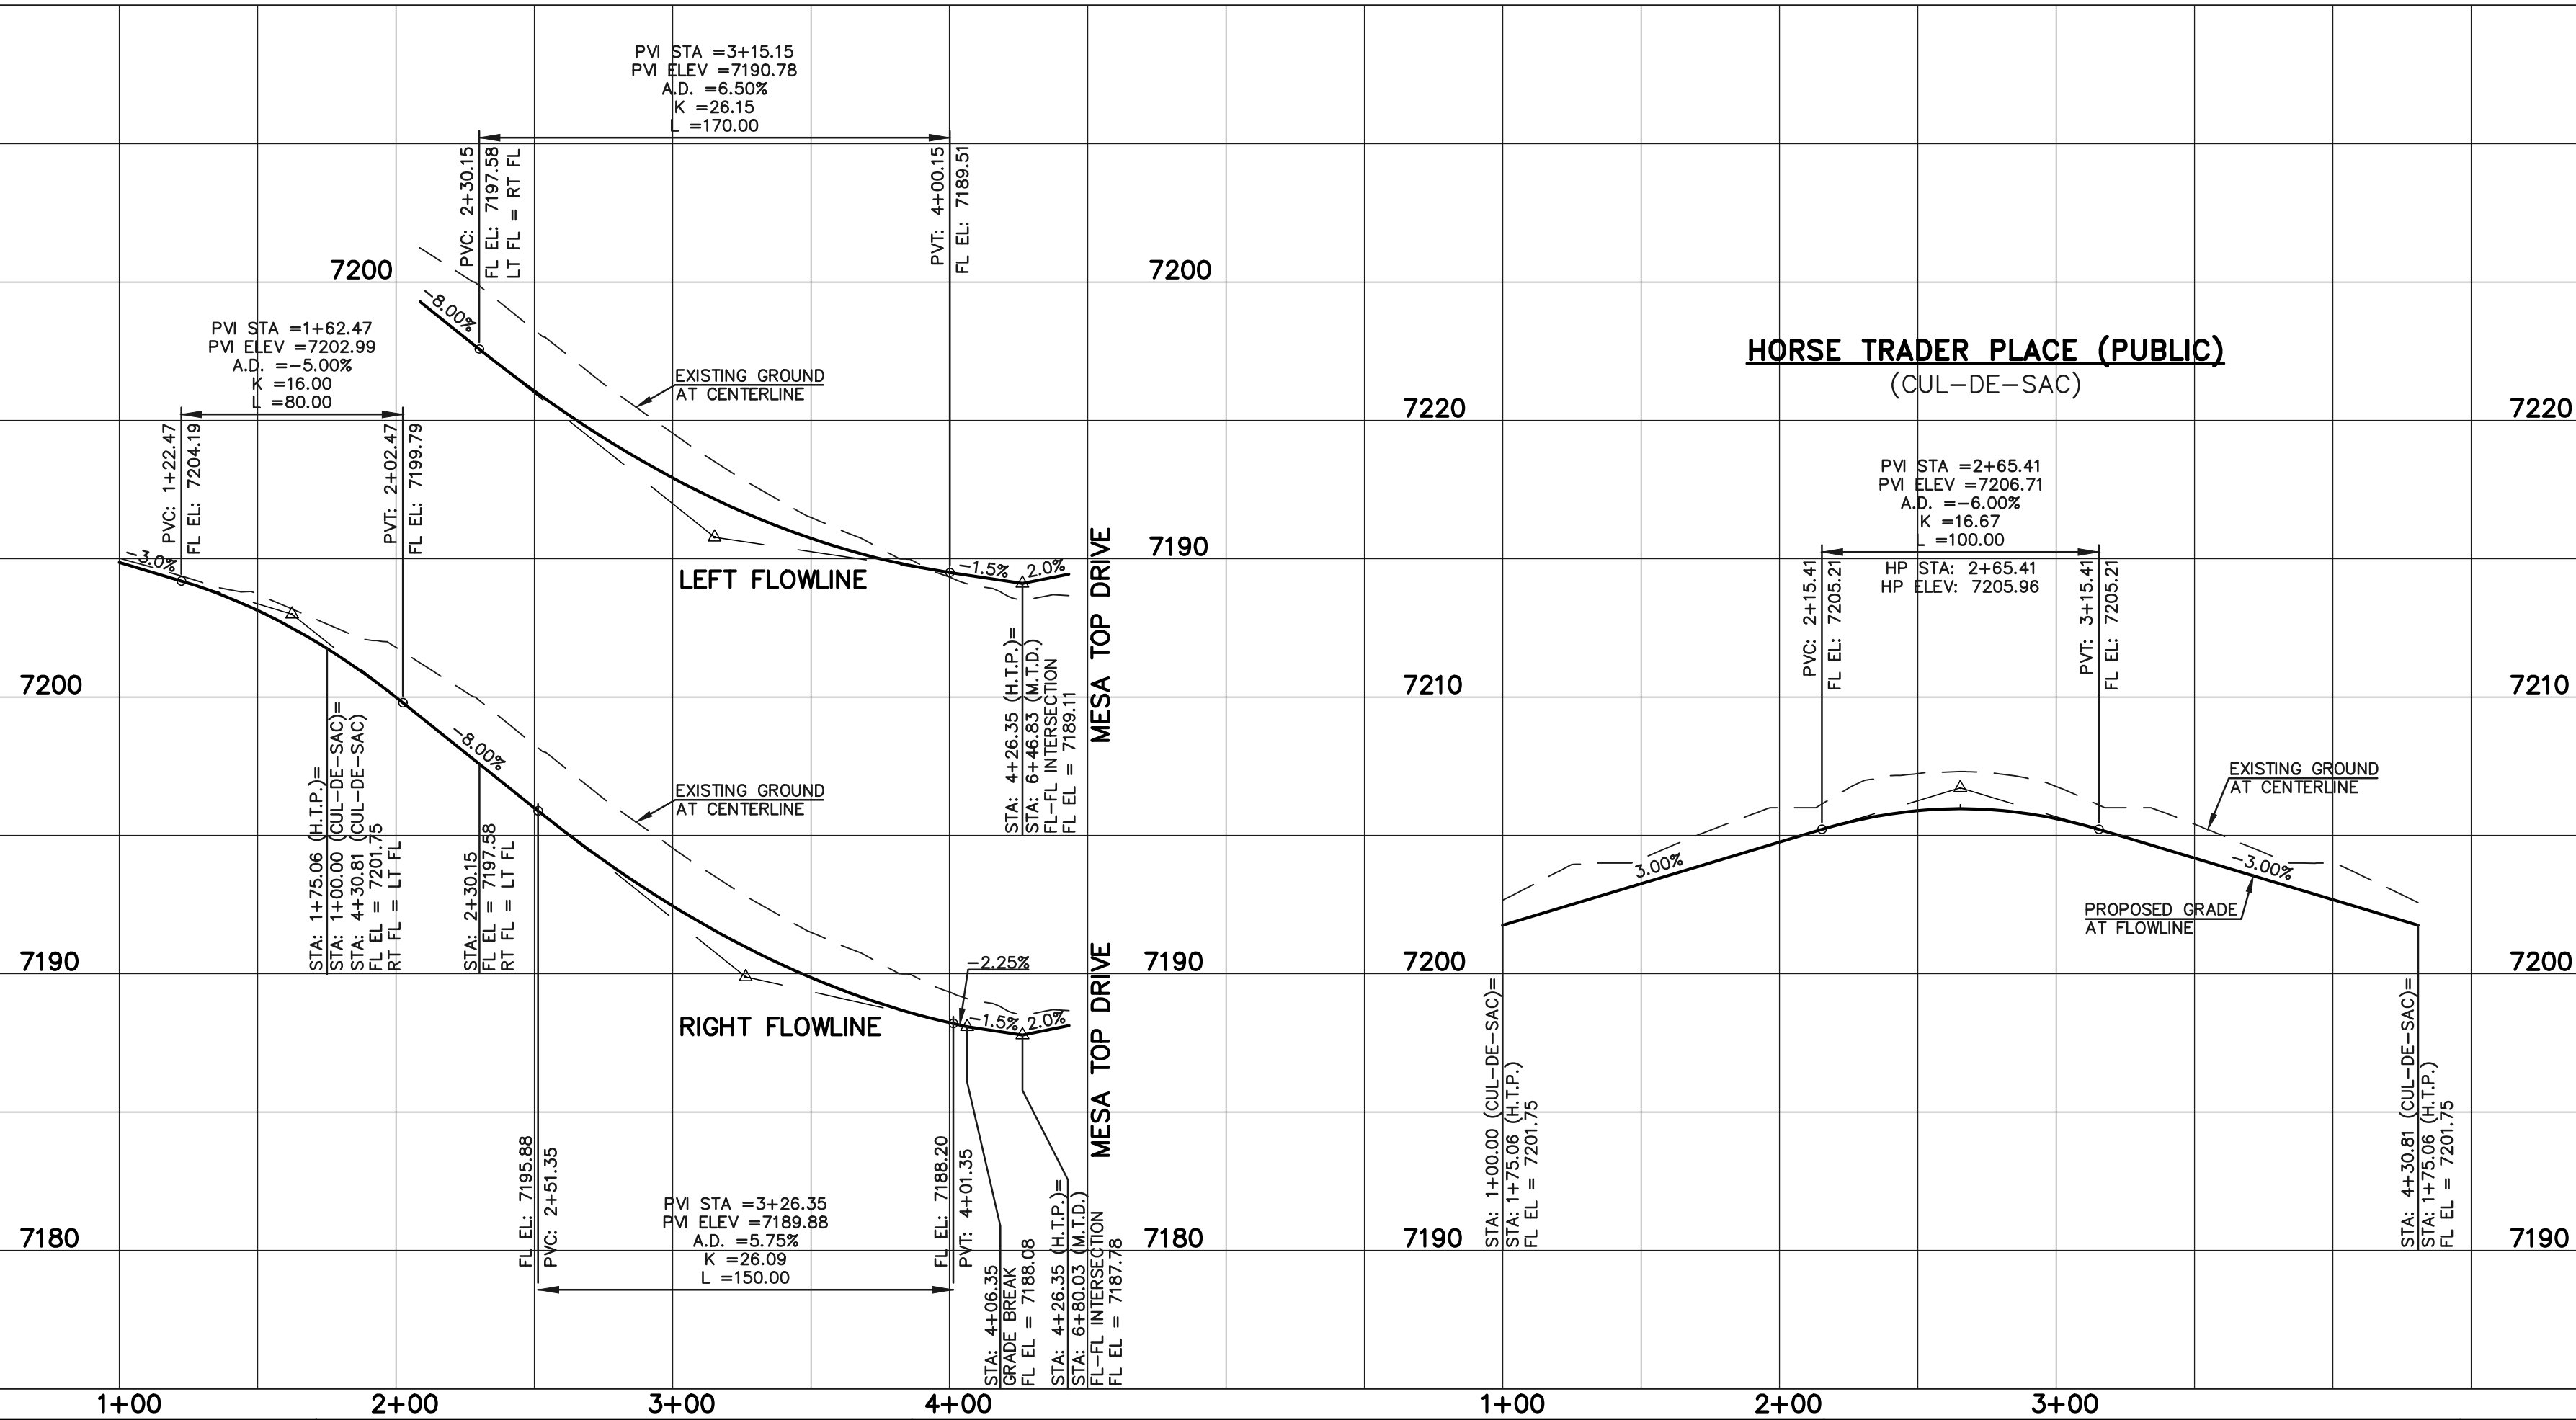 PVI STA =3+15.15
PVI ELEV =7190.78
A.D. =6.50%
K =26.15
L =170.00
PVC: 2+30.15
FL EL: 7197.58
LT FL = RT FL
PVT: 4+00.15
FL EL: 7189.51
7200
7200
-8.00%
PVI STA =1+62.47
PVI ELEV =7202.99
A.D. =-5.00%
K =16.00
L =80.00
PVC: 1+22.47
FL EL: 7204.19
PVT: 2+02.47
FL EL: 7199.79
EXISTING GROUND
AT CENTERLINE
7190
-3.0%
LEFT FLOWLINE
-1.5%
2.0%
MESA TOP DRIVE
STA: 4+26.35 (H.T.P.)=
STA: 6+46.83 (M.T.D.)
FL-FL INTERSECTION
FL EL = 7189.11
7200
-8.00%
STA: 1+75.06 (H.T.P.)=
STA: 1+00.00 (CUL-DE-SAC)=
STA: 4+30.81 (CUL-DE-SAC)
FL EL = 7201.75
RT FL = LT FL
STA: 2+30.15
FL EL = 7197.58
RT FL = LT FL
EXISTING GROUND
AT CENTERLINE
7190
7190
-2.25%
RIGHT FLOWLINE
-1.5%
2.0%
MESA TOP DRIVE
FL EL: 7195.88
PVC: 2+51.35
FL EL: 7188.20
PVT: 4+01.35
PVI STA =3+26.35
PVI ELEV =7189.88
A.D. =5.75%
K =26.09
L =150.00
7180
7180
STA: 4+06.35
GRADE BREAK
FL EL = 7188.08
STA: 4+26.35 (H.T.P.)=
STA: 6+80.03 (M.T.D.)
FL-FL INTERSECTION
FL EL = 7187.78
1+00
2+00
3+00
4+00
HORSE TRADER PLACE (PUBLIC)
(CUL-DE-SAC)
7220
7220
PVI STA =2+65.41
PVI ELEV =7206.71
A.D. =-6.00%
K =16.67
L =100.00
HP STA: 2+65.41
HP ELEV: 7205.96
PVC: 2+15.41
FL EL: 7205.21
PVT: 3+15.41
FL EL: 7205.21
7210
7210
EXISTING GROUND
AT CENTERLINE
3.00%
-3.00%
PROPOSED GRADE
AT FLOWLINE
7200
7200
STA: 1+00.00 (CUL-DE-SAC)=
STA: 1+75.06 (H.T.P.)
FL EL = 7201.75
STA: 4+30.81 (CUL-DE-SAC)=
STA: 1+75.06 (H.T.P.)
FL EL = 7201.75
7190
7190
1+00
2+00
3+00